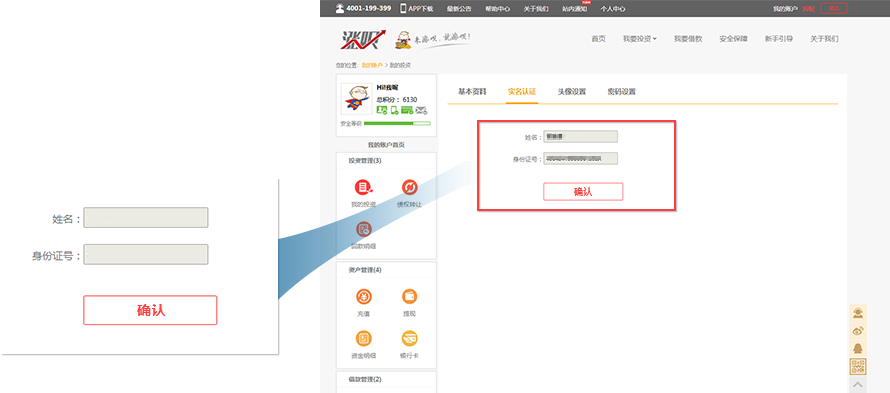 4001-199-399 APP下载 最新公告 帮助中心 关于我们 站内通知 个人中心
我的账户
涨呗 来涨呗，就涨呗！
首页 我要投资 我要借款 安全保障 新手引导 关于我们
您的位置：我的账户 > 我的投资
Hi!我呢
总积分： 6130
安全等级
我的账户首页
投资管理(3)
我的投资 债权转让
回款明细
资产管理(4)
充值 提现
资金明细 银行卡
借款管理(2)
基本资料 实名认证 头像设置 密码设置
姓名：
身份证号：
确认
姓名：
身份证号：
确认